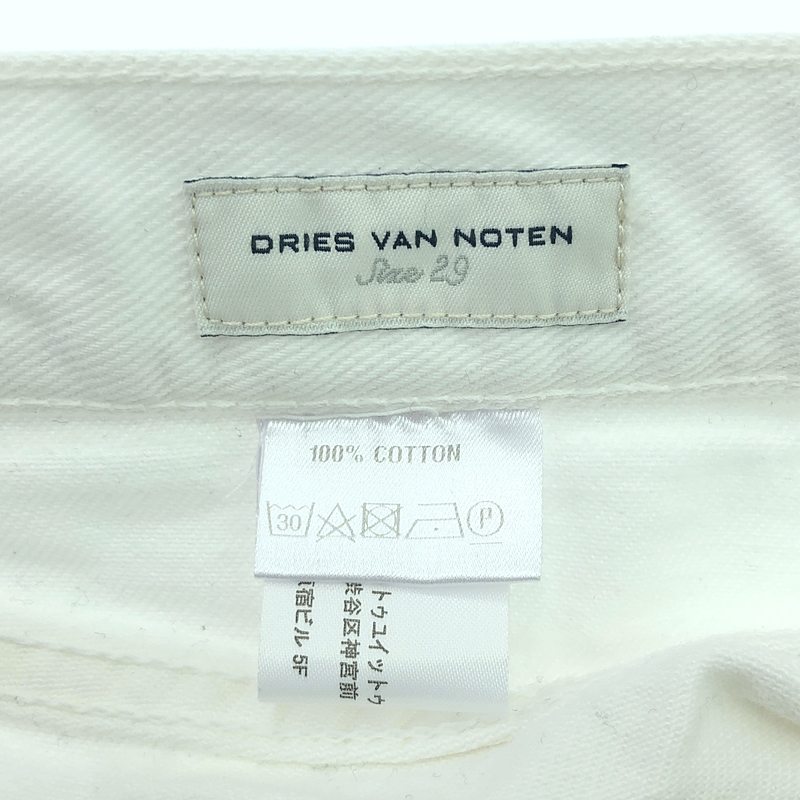 DRIES VAN NOTEN
Size 29
100% COTTON
30
P
トゥユイットゥ
渋谷区神宮前
宿ビル 5F